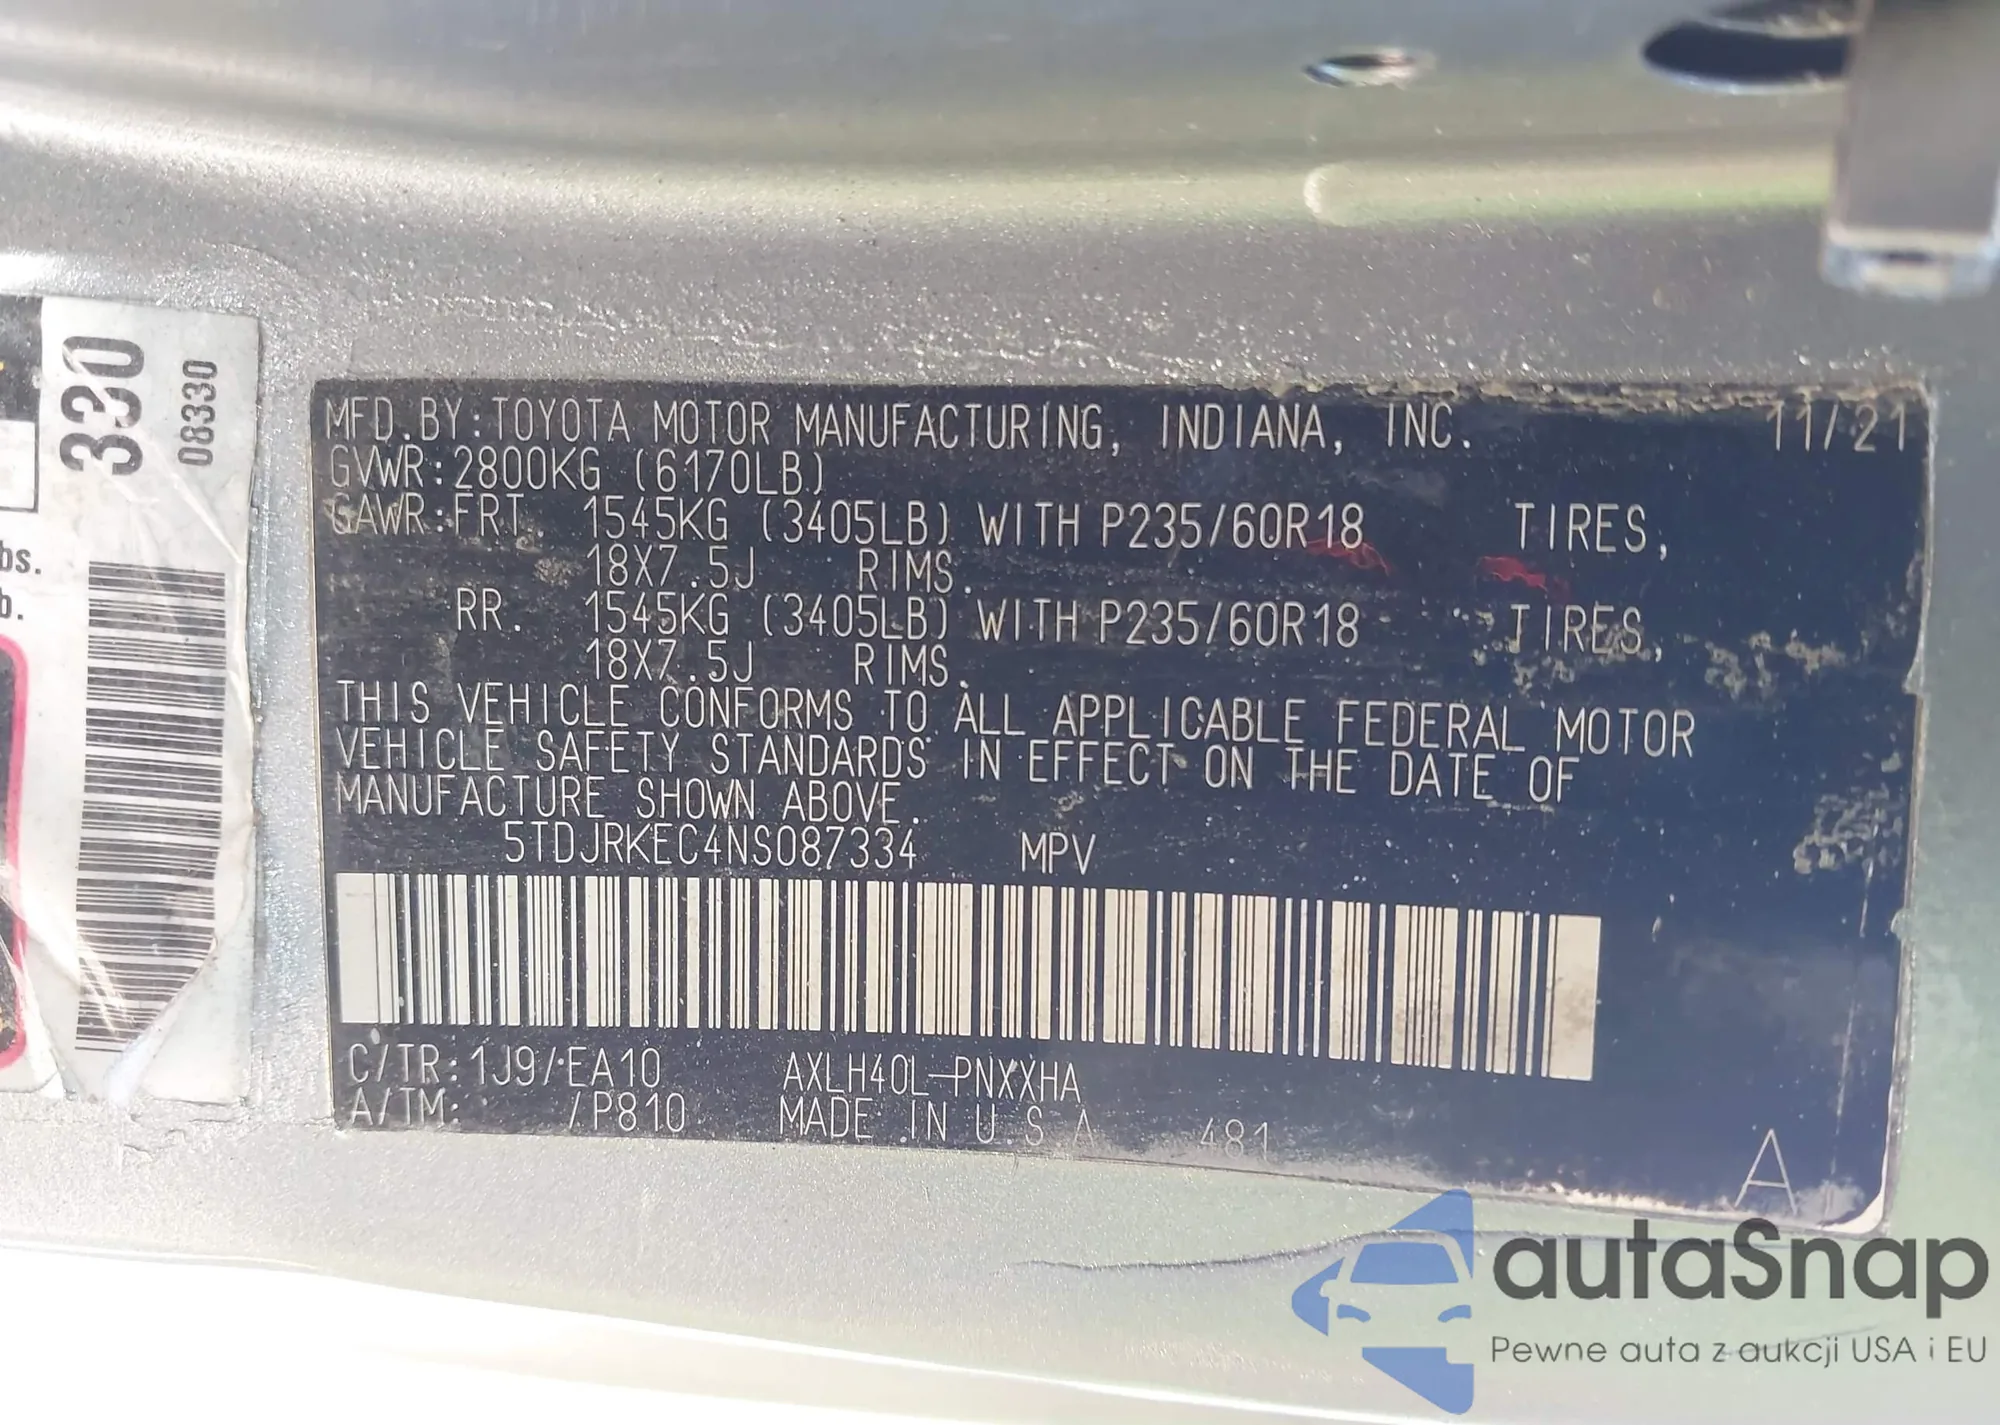 330
08330
bs.
b.
MFD.BY:TOYOTA MOTOR MANUFACTURING, INDIANA, INC. 11/21
GVWR:2800KG (6170LB)
GAWR:FRT. 1545KG (3405LB) WITH P235/60R18 TIRES,
18X7.5J RIMS.
RR. 1545KG (3405LB) WITH P235/60R18 TIRES,
18X7.5J RIMS.
THIS VEHICLE CONFORMS TO ALL APPLICABLE FEDERAL MOTOR
VEHICLE SAFETY STANDARDS IN EFFECT ON THE DATE OF
MANUFACTURE SHOWN ABOVE.
5TDJRKEC4NS087334 MPV
C/TR:1J9/EA10 AXLH40L-PNXXHA
A/TM: /P810 MADE IN U.S.A 481
A
autaSnap
Pewne auta z aukcji USA i EU